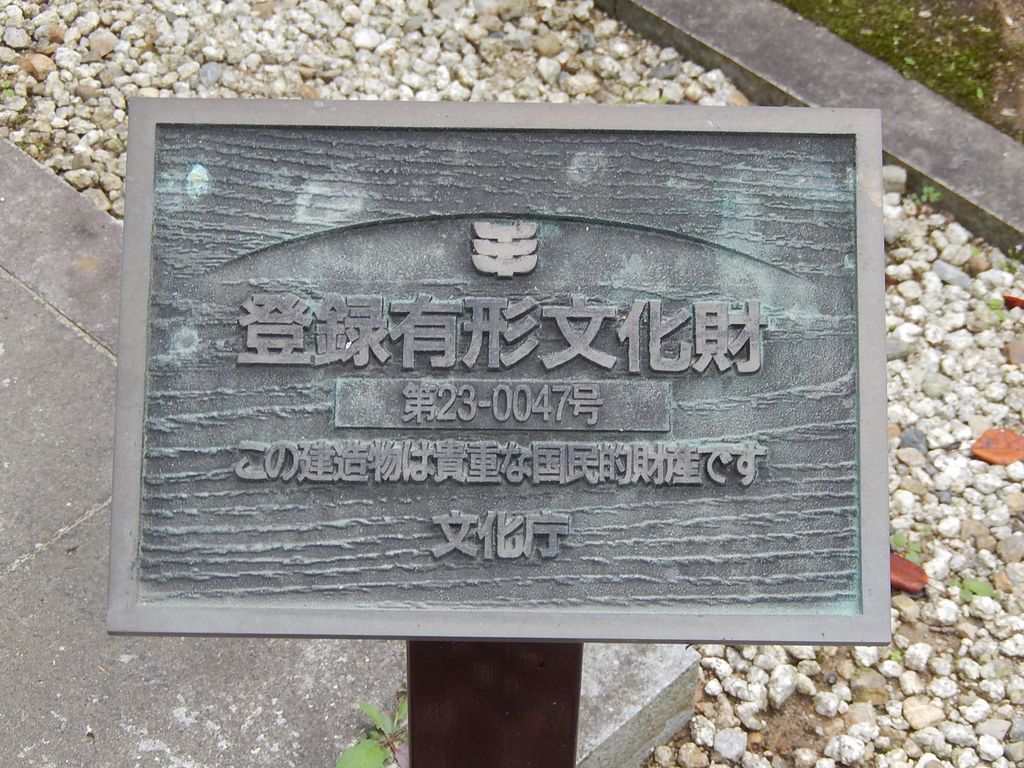 登録有形文化財
第23-0047号
この建造物は貴重な国民的財産です
文化庁